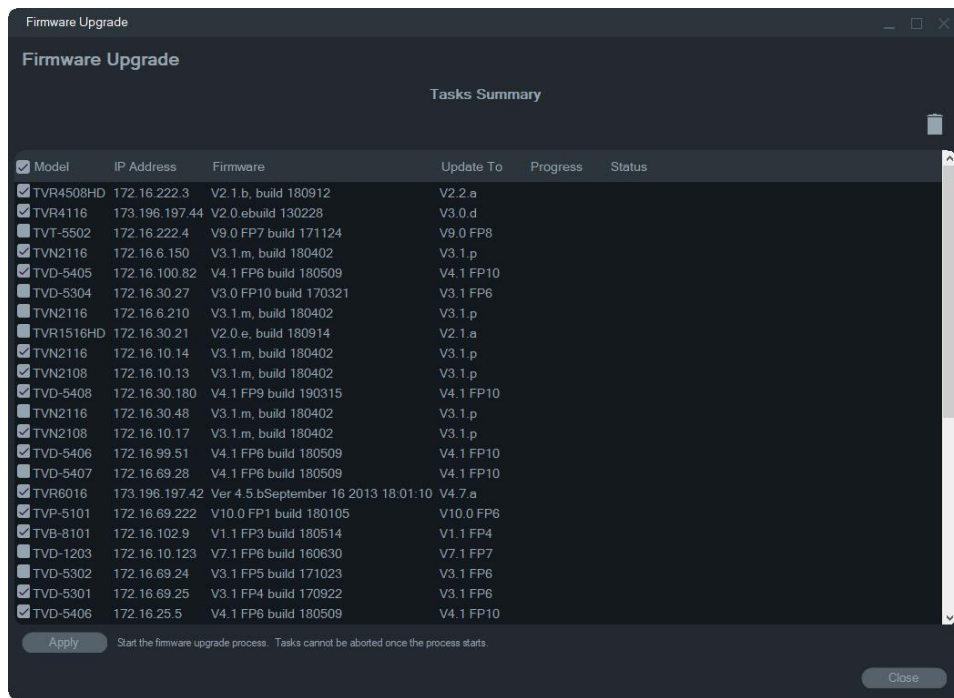 Firmware Upgrade
Firmware Upgrade
Tasks Summary
Model IP Address Firmware Update To Progress Status
TVR4508HD 172.16.222.3 V2.1.b, build 180912 V2.2.a
TVR4116 173.196.197.44 V2.0.ebuild 130228 V3.0.d
TVT-5502 172.16.222.4 V9.0 FP7 build 171124 V9.0 FP8
TVN2116 172.16.6.150 V3.1.m, build 180402 V3.1.p
TVD-5405 172.16.100.82 V4.1 FP6 build 180509 V4.1 FP10
TVD-5304 172.16.30.27 V3.0 FP10 build 170321 V3.1 FP6
TVN2116 172.16.6.210 V3.1.m, build 180402 V3.1.p
TVR1516HD 172.16.30.21 V2.0.e, build 180914 V2.1.a
TVN2116 172.16.10.14 V3.1.m, build 180402 V3.1.p
TVN2108 172.16.10.13 V3.1.m, build 180402 V3.1.p
TVD-5408 172.16.30.180 V4.1 FP9 build 190315 V4.1 FP10
TVN2116 172.16.30.48 V3.1.m, build 180402 V3.1.p
TVN2108 172.16.10.17 V3.1.m, build 180402 V3.1.p
TVD-5406 172.16.99.51 V4.1 FP6 build 180509 V4.1 FP10
TVD-5407 172.16.69.28 V4.1 FP6 build 180509 V4.1 FP10
TVR6016 173.196.197.42 Ver 4.5.bSeptember 16 2013 18:01:10 V4.7.a
TVP-5101 172.16.69.222 V10.0 FP1 build 180105 V10.0 FP6
TVB-8101 172.16.102.9 V1.1 FP3 build 180514 V1.1 FP4
TVD-1203 172.16.10.123 V7.1 FP6 build 160630 V7.1 FP7
TVD-5302 172.16.69.24 V3.1 FP5 build 171023 V3.1 FP6
TVD-5301 172.16.69.25 V3.1 FP4 build 170922 V3.1 FP6
TVD-5406 172.16.25.5 V4.1 FP6 build 180509 V4.1 FP10
Apply Start the firmware upgrade process. Tasks cannot be aborted once the process starts.
Close